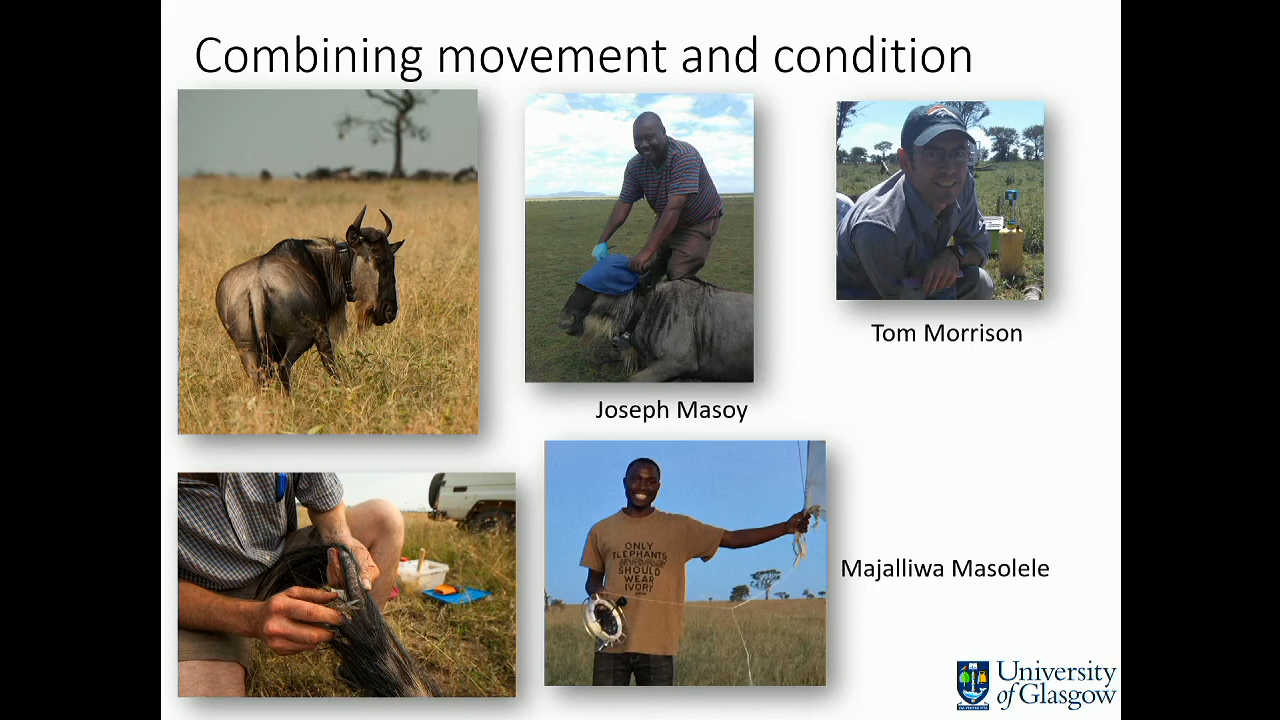 Combining movement and condition
Tom Morrison
Joseph Masoy
ONLY
ELEPHANTS
SHOULD
WEAR
IVORY
Majalliwa Masolele
University
of Glasgow